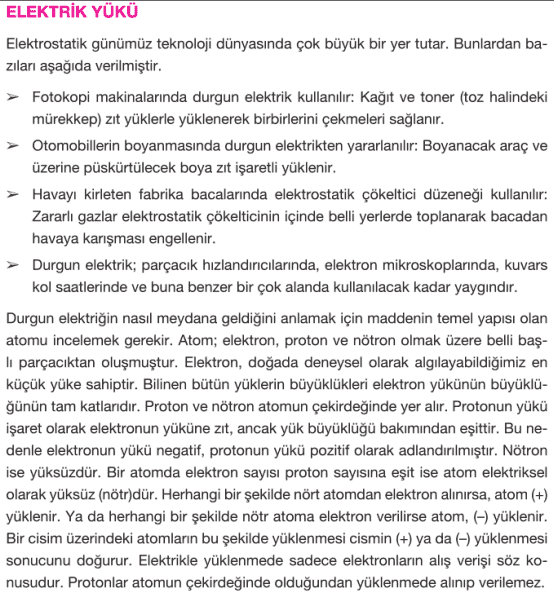 ELEKTRİK YÜKÜ
Elektrostatik günümüz teknoloji dünyasında çok büyük bir yer tutar. Bunlardan ba-
zıları aşağıda verilmiştir.
➢ Fotokopi makinalarında durgun elektrik kullanılır: Kağıt ve toner (toz halindeki
mürekkep) zıt yüklerle yüklenerek birbirlerini çekmeleri sağlanır.
➢ Otomobillerin boyanmasında durgun elektrikten yararlanılır: Boyanacak araç ve
üzerine püskürtülecek boya zıt işaretli yüklenir.
➢ Havayı kirleten fabrika bacalarında elektrostatik çökeltici düzeneği kullanılır:
Zararlı gazlar elektrostatik çökelticinin içinde belli yerlerde toplanarak bacadan
havaya karışması engellenir.
➢ Durgun elektrik; parçacık hızlandırıcılarında, elektron mikroskoplarında, kuvars
kol saatlerinde ve buna benzer bir çok alanda kullanılacak kadar yaygındır.
Durgun elektriğin nasıl meydana geldiğini anlamak için maddenin temel yapısı olan
atomu incelemek gerekir. Atom; elektron, proton ve nötron olmak üzere belli baş-
lı parçacıktan oluşmuştur. Elektron, doğada deneysel olarak algılayabildiğimiz en
küçük yüke sahiptir. Bilinen bütün yüklerin büyüklükleri elektron yükünün büyüklü-
ğünün tam katlarıdır. Proton ve nötron atomun çekirdeğinde yer alır. Protonun yükü
işaret olarak elektronun yüküne zıt, ancak yük büyüklüğü bakımından eşittir. Bu ne-
denle elektronun yükü negatif, protonun yükü pozitif olarak adlandırılmıştır. Nötron
ise yüksüzdür. Bir atomda elektron sayısı proton sayısına eşit ise atom elektriksel
olarak yüksüz (nötr)dür. Herhangi bir şekilde nört atomdan elektron alınırsa, atom (+)
yüklenir. Ya da herhangi bir şekilde nötr atoma elektron verilirse atom, (–) yüklenir.
Bir cisim üzerindeki atomların bu şekilde yüklenmesi cismin (+) ya da (–) yüklenmesi
sonucunu doğurur. Elektrikle yüklenmede sadece elektronların alış verişi söz ko-
nusudur. Protonlar atomun çekirdeğinde olduğundan yüklenmede alınıp verilemez.